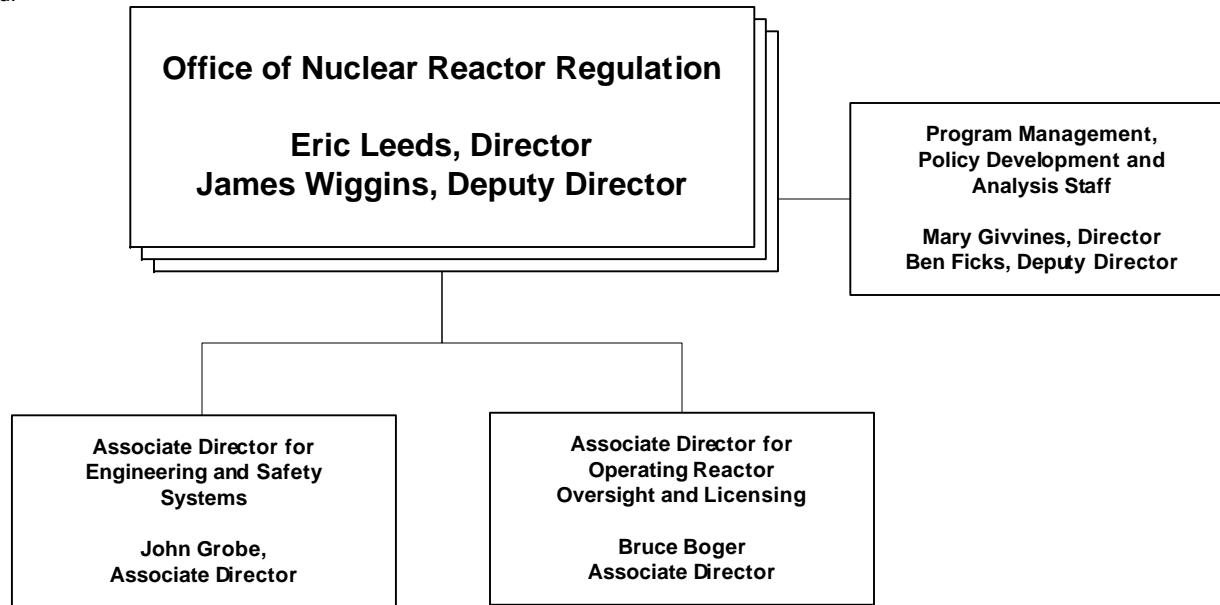 Office of Nuclear Reactor Regulation
Eric Leeds, Director
James Wiggins, Deputy Director
Program Management,
Policy Development and
Analysis Staff
Mary Givvines, Director
Ben Ficks, Deputy Director
Associate Director for
Engineering and Safety
Systems
John Grobe,
Associate Director
Associate Director for
Operating Reactor
Oversight and Licensing
Bruce Boger
Associate Director